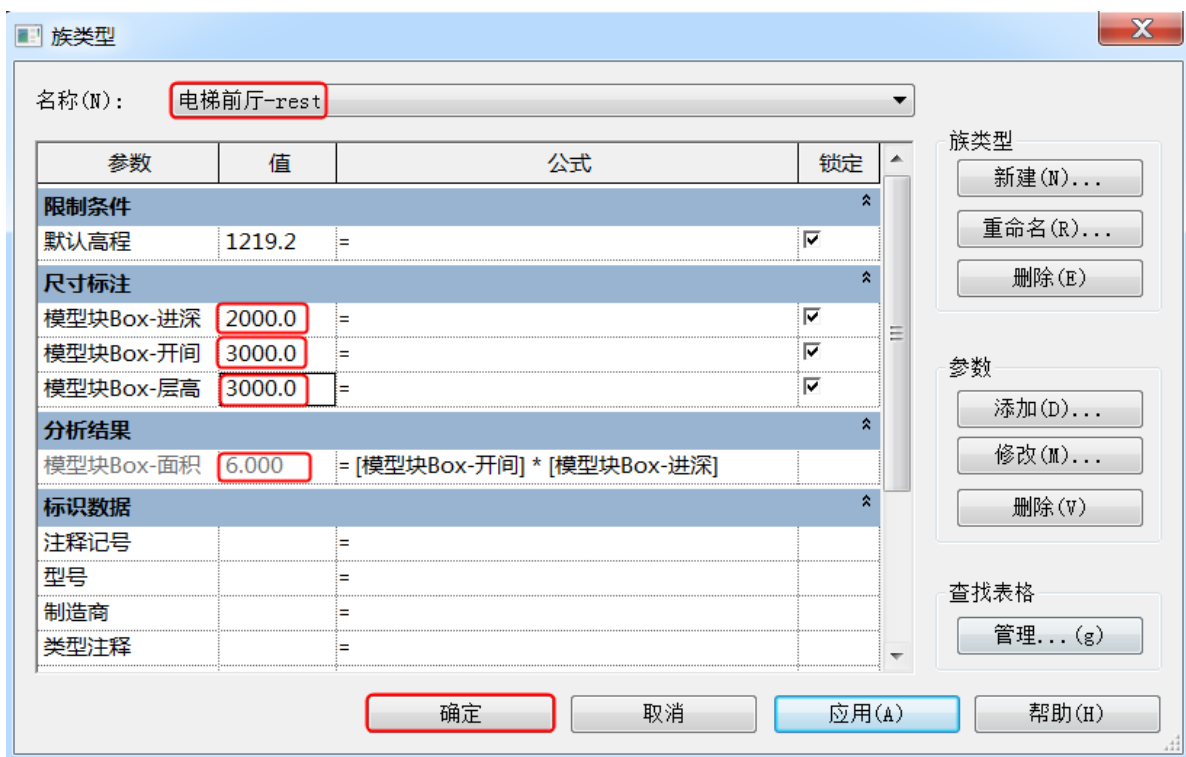 族类型
名称(N): 电梯前厅-rest
参数 值 公式 锁定
限制条件
默认高程 1219.2 =
尺寸标注
模型块Box-进深 2000.0 =
模型块Box-开间 3000.0 =
模型块Box-层高 3000.0 =
分析结果
模型块Box-面积 6.000 = [模型块Box-开间] * [模型块Box-进深]
标识数据
注释记号 =
型号 =
制造商 =
类型注释 =
族类型
新建(N)...
重命名(R)...
删除(E)
参数
添加(D)...
修改(M)...
删除(V)
查找表格
管理...(g)
确定 取消 应用(A) 帮助(H)